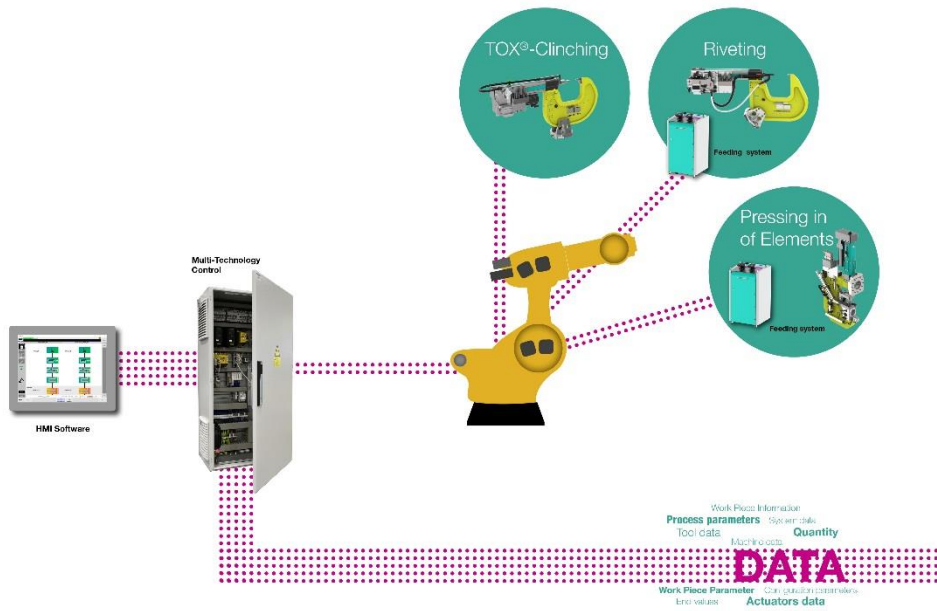 TOX®-Clinching
Riveting
Feeding system
Pressing in
of Elements
Feeding system
Multi-Technology
Control
HMI Software
Work Piece Information
Process parameters System data
Tool data Quantity
Machine data
DATA
Work Piece Parameter Configuration parameters
End values Actuators data